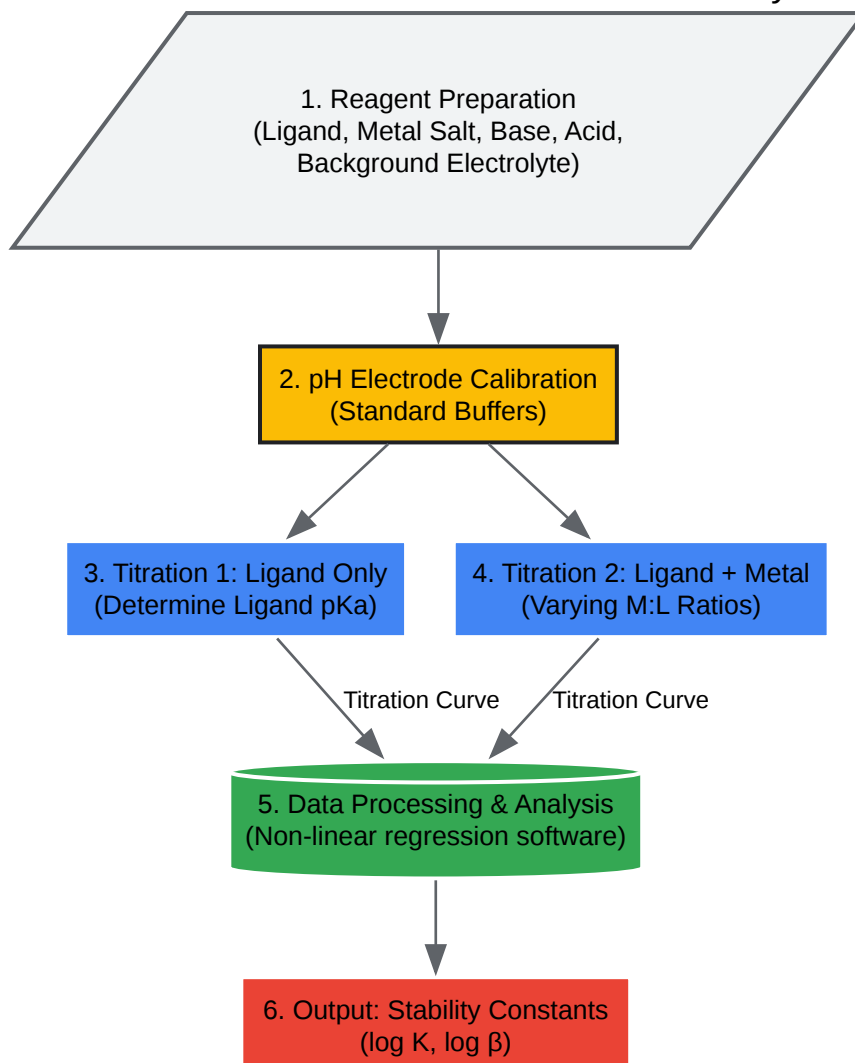 1. Reagent Preparation
(Ligand, Metal Salt, Base, Acid,
Background Electrolyte)
2. pH Electrode Calibration
(Standard Buffers)
3. Titration 1: Ligand Only
(Determine Ligand pKa)
4. Titration 2: Ligand + Metal
(Varying M:L Ratios)
Titration Curve
Titration Curve
5. Data Processing & Analysis
(Non-linear regression software)
6. Output: Stability Constants
(log K, log β)